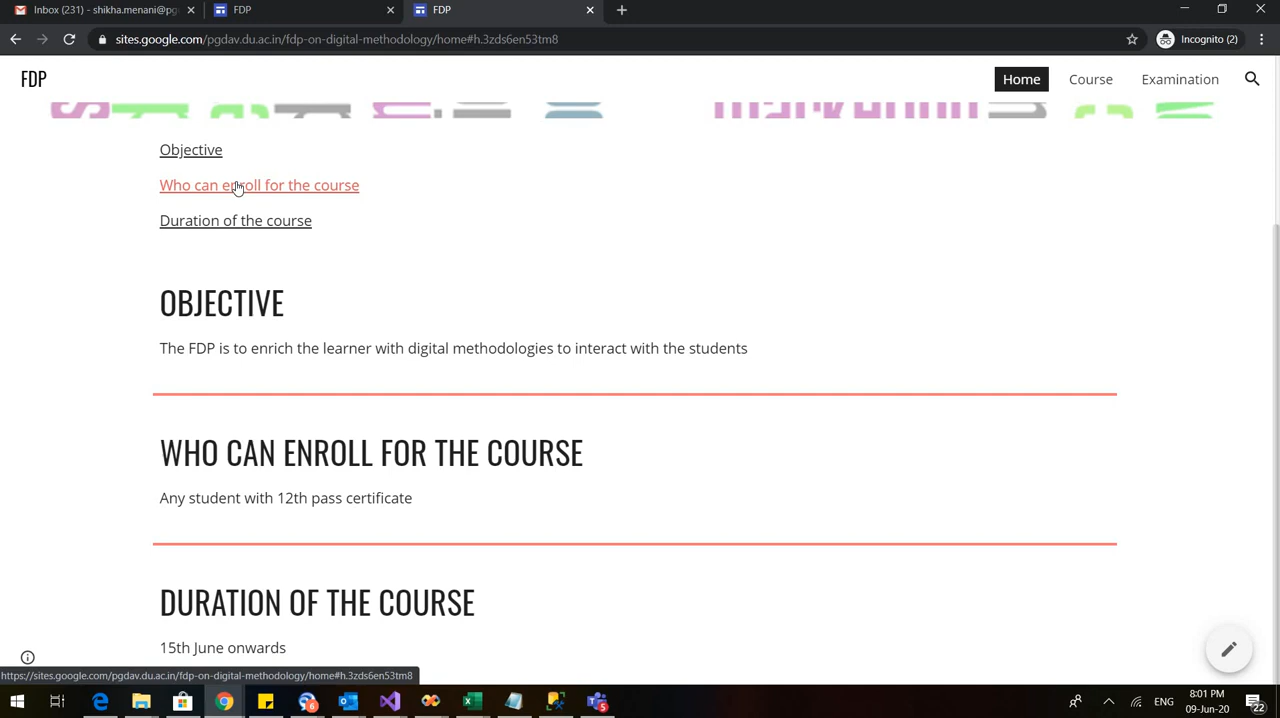 Inbox (231) - shikha.menani@pg
FDP
FDP
sites.google.com/pgdav.du.ac.in/fdp-on-digital-methodology/home#h.3zds6en53tm8
Incognito (2)
FDP
Home
Course
Examination
Objective
Who can enroll for the course
Duration of the course
OBJECTIVE
The FDP is to enrich the learner with digital methodologies to interact with the students
WHO CAN ENROLL FOR THE COURSE
Any student with 12th pass certificate
DURATION OF THE COURSE
15th June onwards
https://sites.google.com/pgdav.du.ac.in/fdp-on-digital-methodology/home#h.3zds6en53tm8
ENG
8:01 PM
09-Jun-20
22